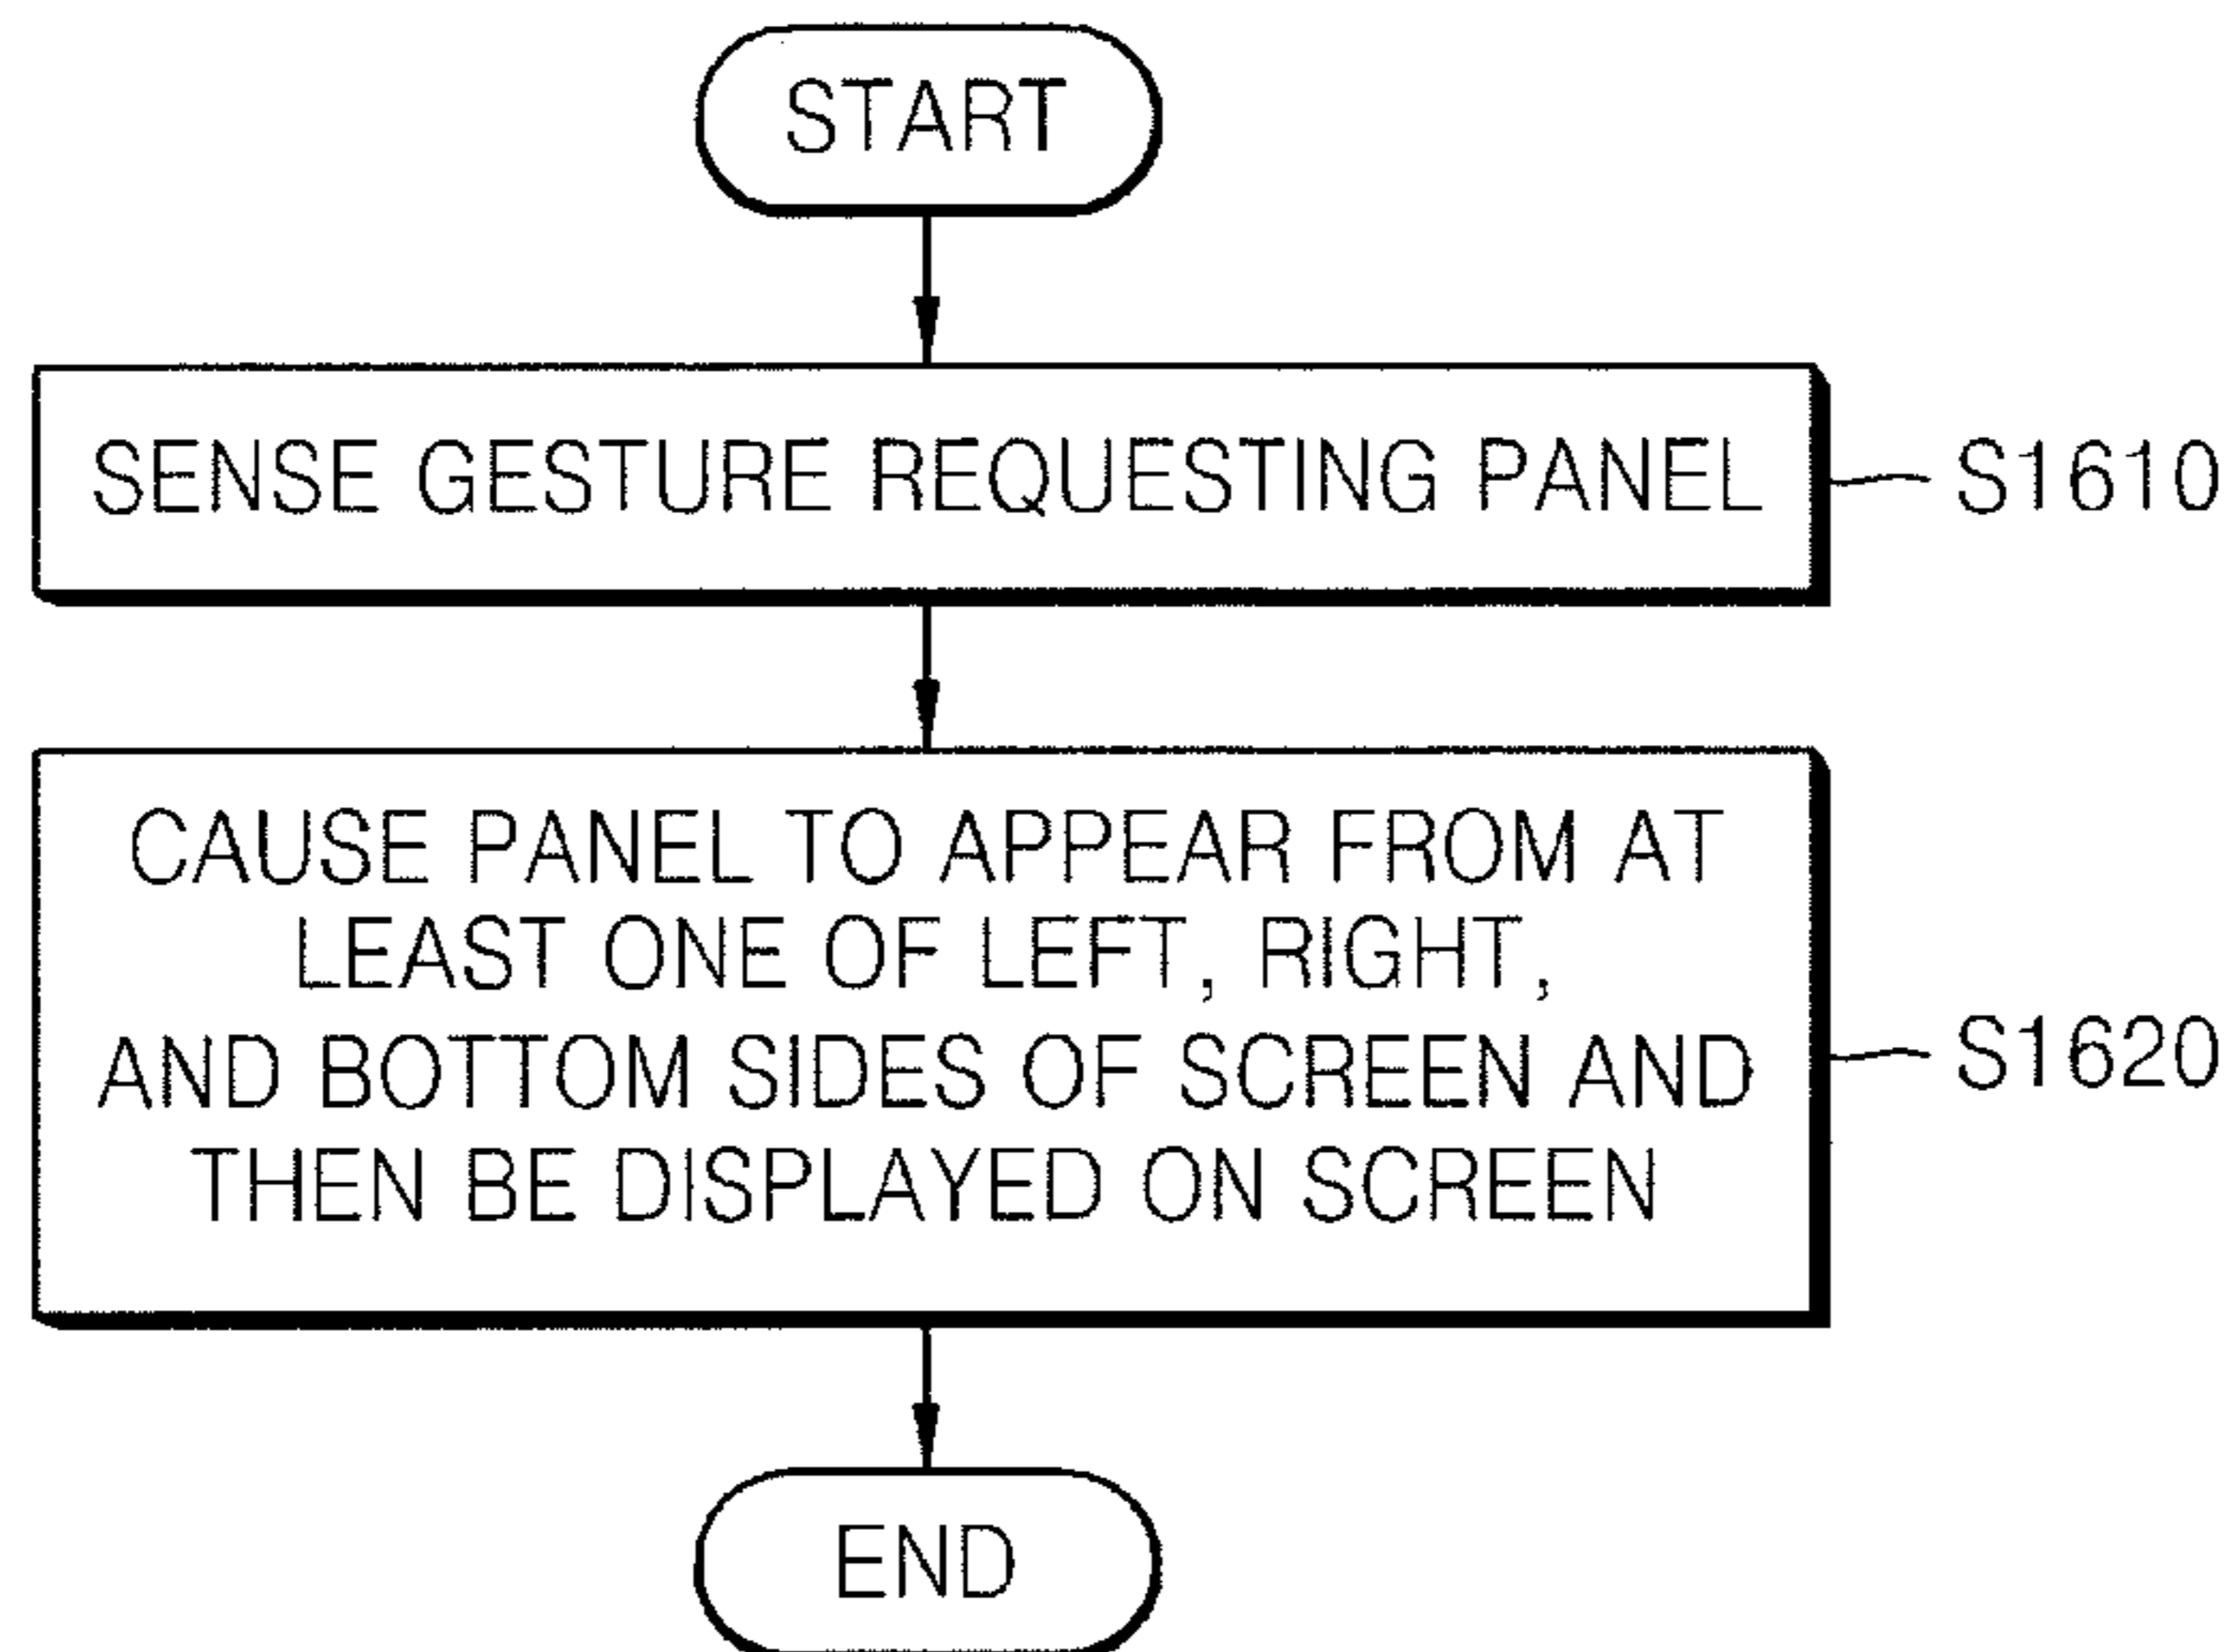 START
SENSE GESTURE REQUESTING PANEL
S1610
CAUSE PANEL TO APPEAR FROM AT
LEAST ONE OF LEFT, RIGHT,
AND BOTTOM SIDES OF SCREEN AND
THEN BE DISPLAYED ON SCREEN
S1620
END